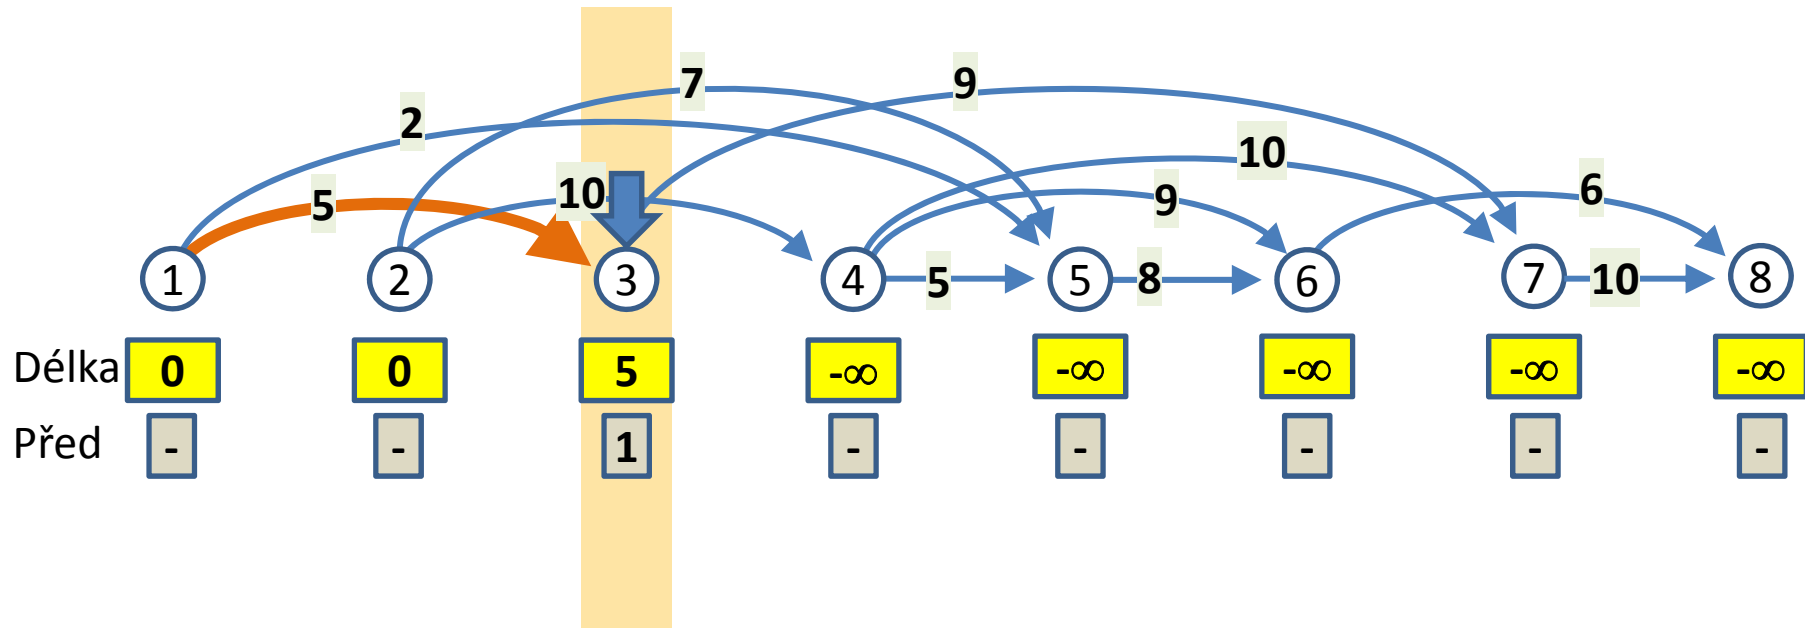 7 9
2
10
10 9 6
5
1 2 3 4 5 6 7 8
5 8 10
Délka 0 0 5 -∞ -∞ -∞ -∞ -∞
Před - - 1 - - - - -